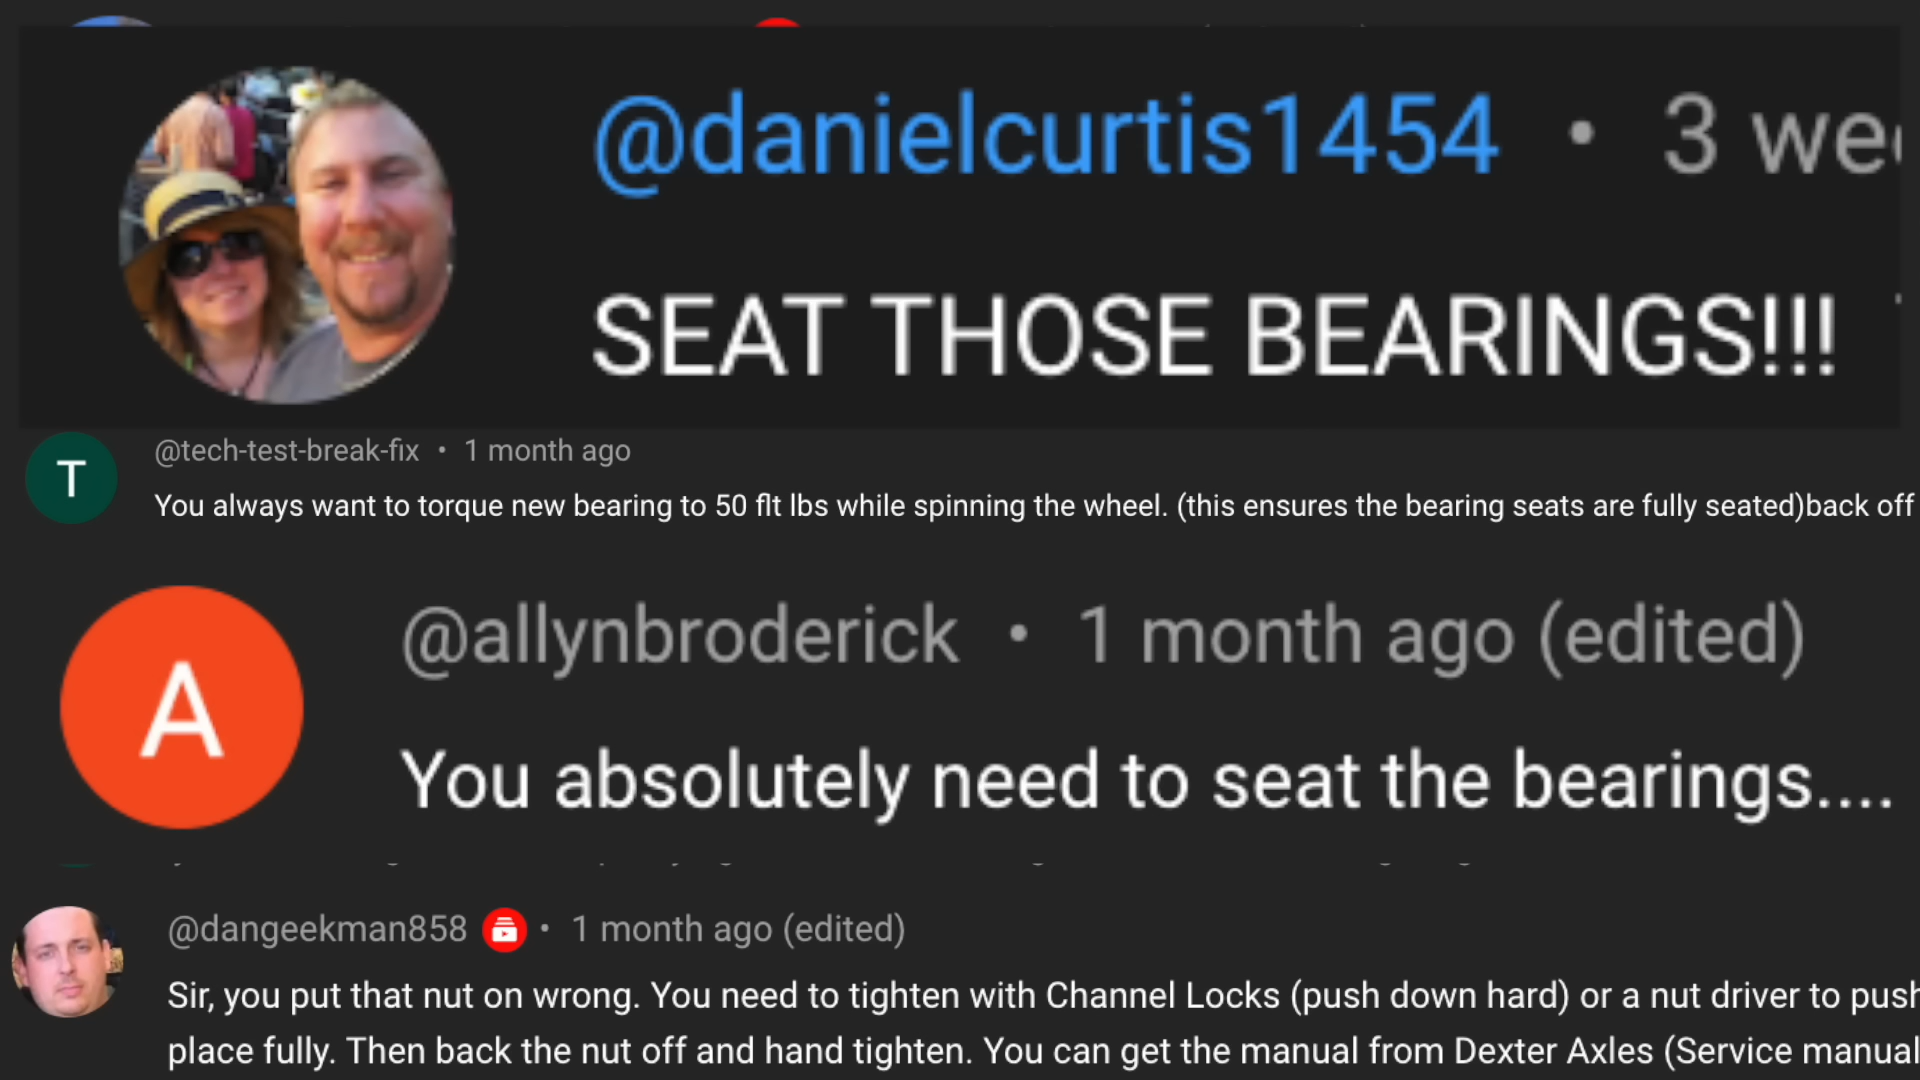 @danielcurtis1454 • 3
SEAT THOSE BEARINGS!!!
T
@tech-test-break-fix • 1 month ago
You always want to torque new bearing to 50 flt lbs while spinning the wheel. (this ensures the bearing seats are fully seated)back off
A
@allynbroderick • 1 month ago (edited)
You absolutely need to seat the bearings....
@dangeekman858 • 1 month ago (edited)
Sir, you put that nut on wrong. You need to tighten with Channel Locks (push down hard) or a nut driver to push
place fully. Then back the nut off and hand tighten. You can get the manual from Dexter Axles (Service manual